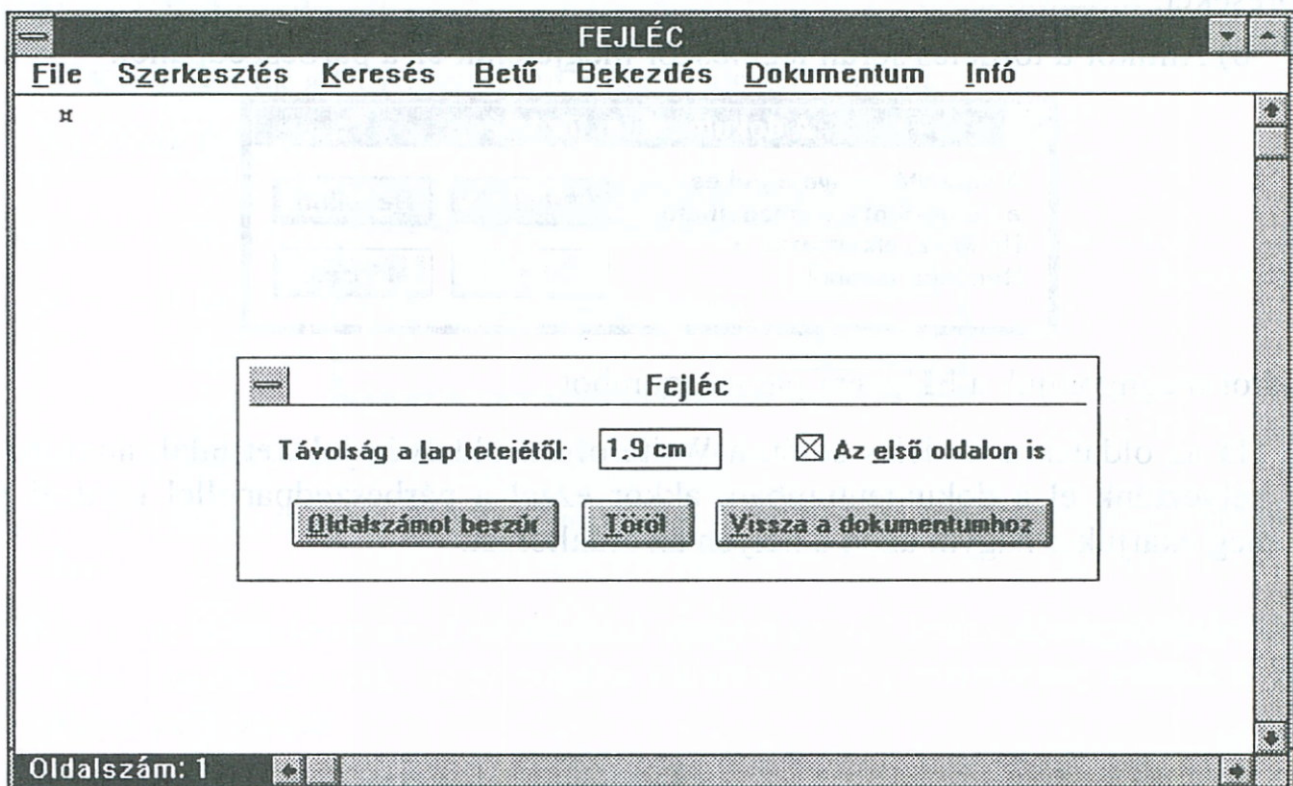 FEJLÉC
File Szerkesztés Keresés Betű Bekezdés Dokumentum Infó
¤
Fejléc
Távolság a lap tetejétől: 1,9 cm Az első oldalon is
Oldalszámot beszúr Töröl Vissza a dokumentumhoz
Oldalszám: 1